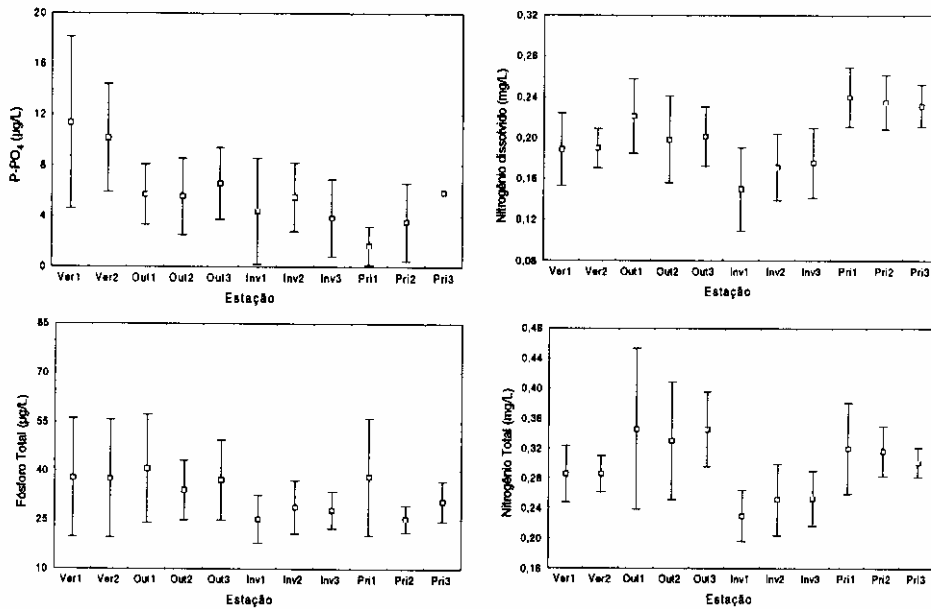 20
16
12
8
4
0
P-PO4 (µg/L)
Ver1 Ver2 Out1 Out2 Out3 Inv1 Inv2 Inv3 Pri1 Pri2 Pri3
Estação
0,32
0,28
0,24
0,20
0,16
0,12
0,08
Nitrogênio dissolvido (mg/L)
Ver1 Ver2 Out1 Out2 Out3 Inv1 Inv2 Inv3 Pri1 Pri2 Pri3
Estação
85
70
55
40
25
10
Fósforo Total (µg/L)
Ver1 Ver2 Out1 Out2 Out3 Inv1 Inv2 Inv3 Pri1 Pri2 Pri3
Estação
0,48
0,44
0,40
0,36
0,32
0,28
0,24
0,20
0,16
Nitrogênio Total (mg/L)
Ver1 Ver2 Out1 Out2 Out3 Inv1 Inv2 Inv3 Pri1 Pri2 Pri3
Estação